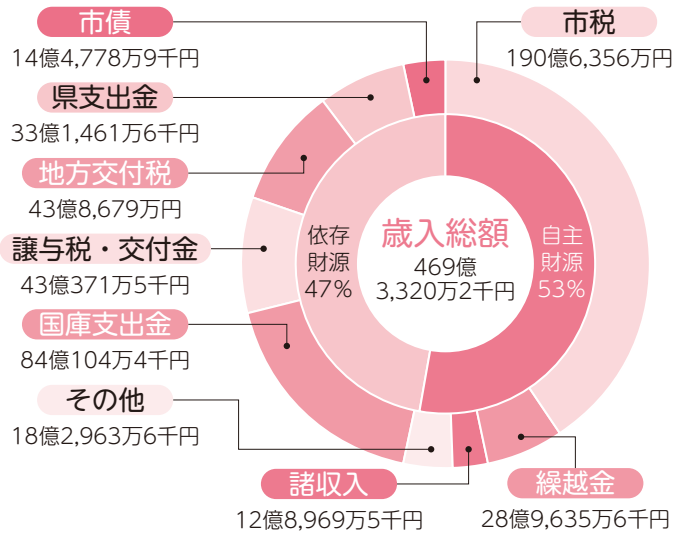 市債
14億4,778万9千円
県支出金
33億1,461万6千円
地方交付税
43億8,679万円
譲与税・交付金
43億371万5千円
国庫支出金
84億104万4千円
その他
18億2,963万6千円
諸収入
12億8,969万5千円
繰越金
28億9,635万6千円
市税
190億6,356万円
依存
財源
47%
歳入総額
469億
3,320万2千円
自主
財源
53%